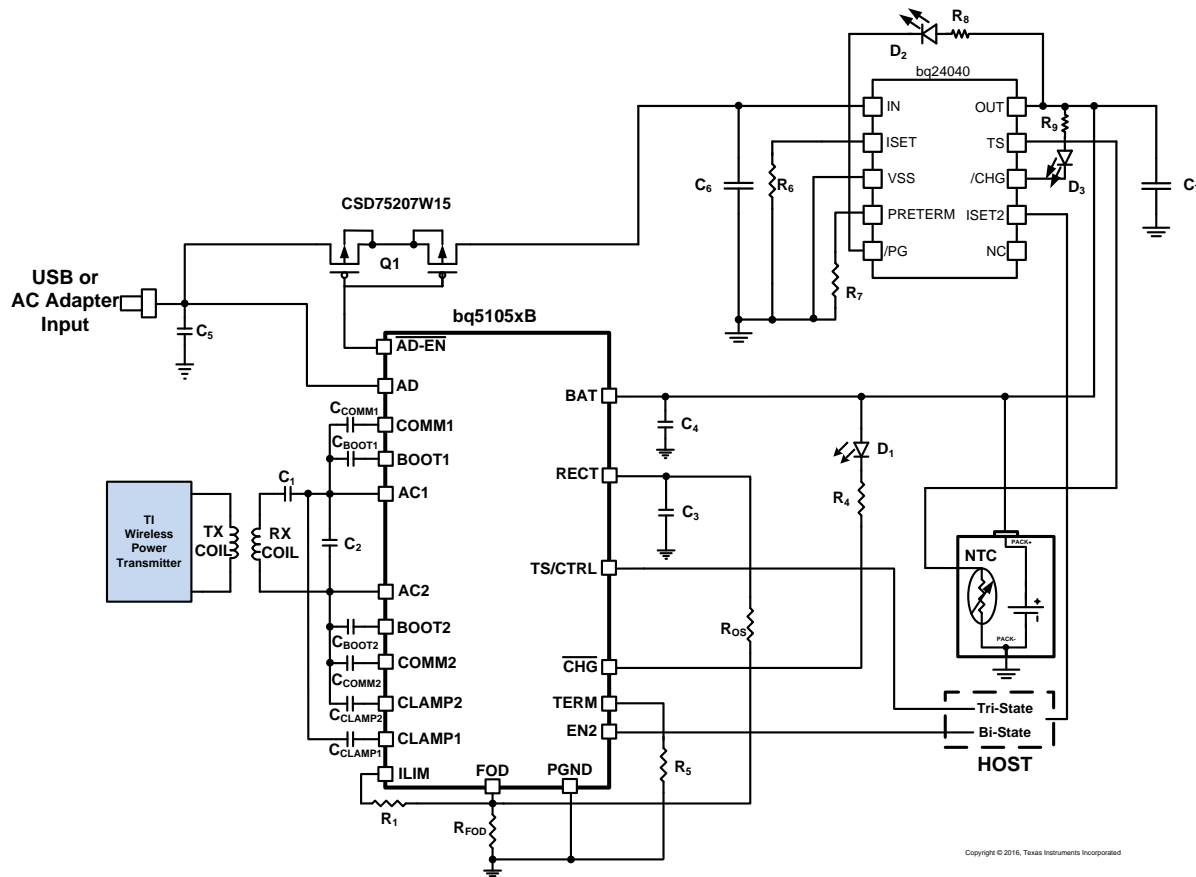 R8
D2
bq24040
IN
OUT
R9
ISET
TS
C6
R6
VSS
/CHG
D3
PRETERM
ISET2
/PG
NC
R7
CSD75207W15
Q1
USB or
AC Adapter
Input
C5
bq5105xB
AD-EN
AD
BAT
CCOMM1
COMM1
C4
D1
CBOOT1
BOOT1
RECT
C1
AC1
R4
C3
TI
Wireless
Power
Transmitter
TX
COIL
RX
COIL
C2
PACK+
NTC
TS/CTRL
AC2
+
-
BOOT2
ROS
CBOOT2
PACK-
COMM2
CHG
CCOMM2
CLAMP2
TERM
CCLAMP2
Tri-State
EN2
Bi-State
CLAMP1
CCLAMP1
HOST
ILIM
FOD
PGND
R5
R1
RFOD
Copyright © 2016, Texas Instruments Incorporated